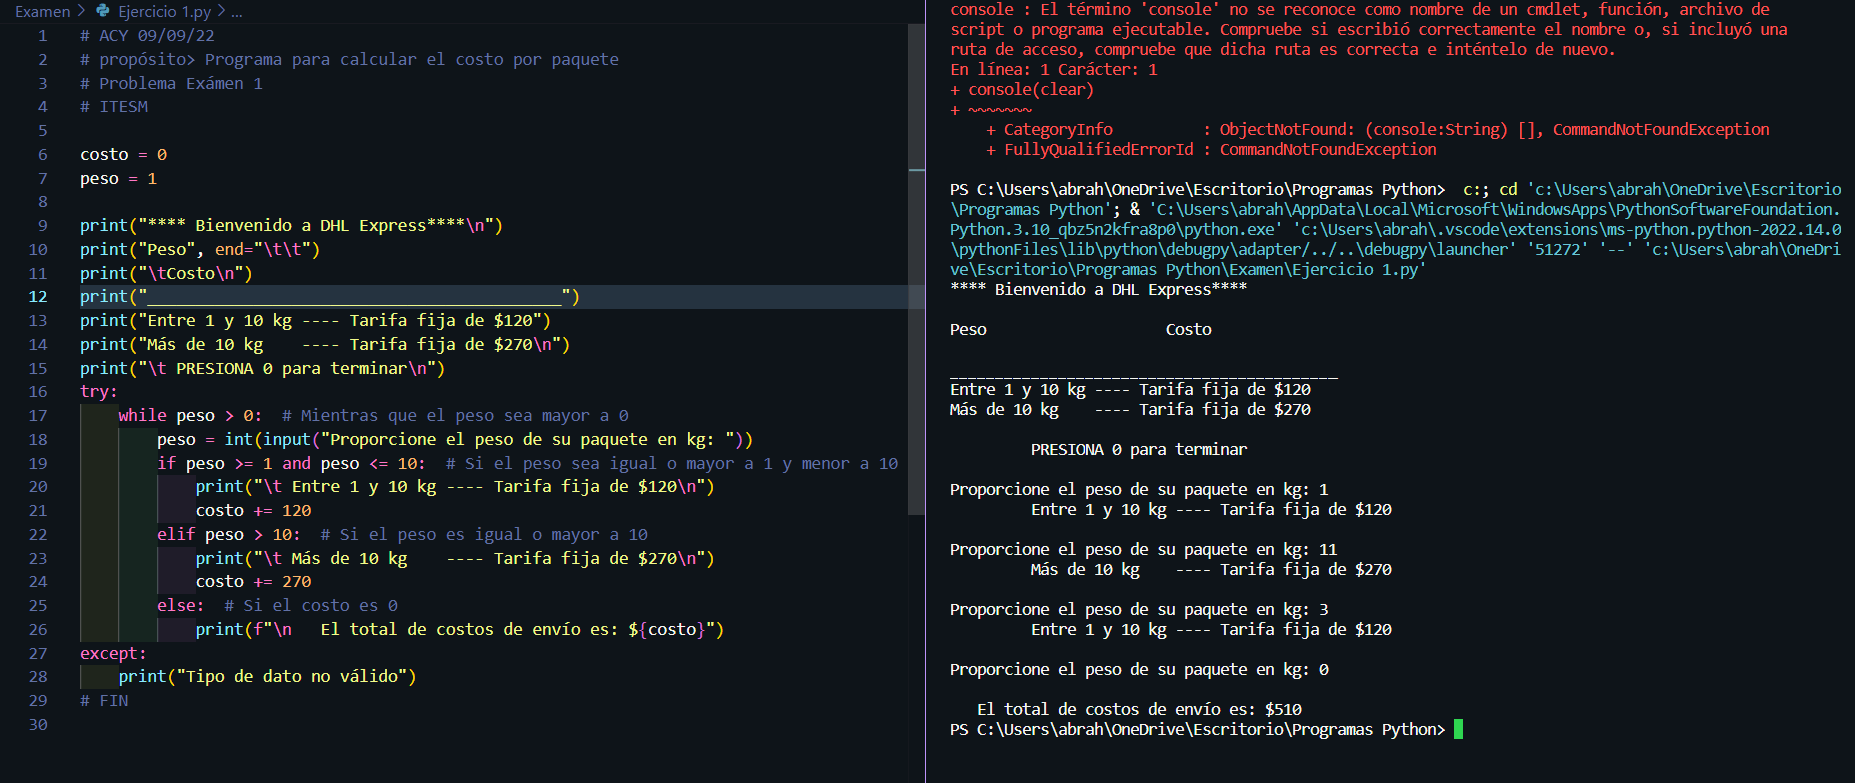 Examen > Ejercicio 1.py > ...
1 # ACY 09/09/22
2 # propósito> Programa para calcular el costo por paquete
3 # Problema Exámen 1
4 # ITESM
5
6 costo = 0
7 peso = 1
8
9 print("**** Bienvenido a DHL Express****\n")
10 print("Peso", end="\t\t")
11 print("\tCosto\n")
12 print("___________________________________________")
13 print("Entre 1 y 10 kg ---- Tarifa fija de $120")
14 print("Más de 10 kg    ---- Tarifa fija de $270\n")
15 print("\t PRESIONA 0 para terminar\n")
16 try:
17     while peso > 0:  # Mientras que el peso sea mayor a 0
18         peso = int(input("Proporcione el peso de su paquete en kg: "))
19         if peso >= 1 and peso <= 10:  # Si el peso sea igual o mayor a 1 y menor a 10
20             print("\t Entre 1 y 10 kg ---- Tarifa fija de $120\n")
21             costo += 120
22         elif peso > 10:  # Si el peso es igual o mayor a 10
23             print("\t Más de 10 kg    ---- Tarifa fija de $270\n")
24             costo += 270
25         else:  # Si el costo es 0
26             print(f"\n   El total de costos de envío es: ${costo}")
27 except:
28     print("Tipo de dato no válido")
29 # FIN
30
console : El término 'console' no se reconoce como nombre de un cmdlet, función, archivo de
script o programa ejecutable. Compruebe si escribió correctamente el nombre o, si incluyó una
ruta de acceso, compruebe que dicha ruta es correcta e inténtelo de nuevo.
En línea: 1 Carácter: 1
+ console(clear)
+ ~~~~~~~
    + CategoryInfo          : ObjectNotFound: (console:String) [], CommandNotFoundException
    + FullyQualifiedErrorId : CommandNotFoundException
PS C:\Users\abrah\OneDrive\Escritorio\Programas Python>  c:; cd 'c:\Users\abrah\OneDrive\Escritorio
\Programas Python'; & 'C:\Users\abrah\AppData\Local\Microsoft\WindowsApps\PythonSoftwareFoundation.
Python.3.10_qbz5n2kfra8p0\python.exe' 'c:\Users\abrah\.vscode\extensions\ms-python.python-2022.14.0
\pythonFiles\lib\python\debugpy\adapter/../..\debugpy\launcher' '51272' '--' 'c:\Users\abrah\OneDri
ve\Escritorio\Programas Python\Examen\Ejercicio 1.py'
**** Bienvenido a DHL Express****
Peso                    Costo
___________________________________________
Entre 1 y 10 kg ---- Tarifa fija de $120
Más de 10 kg    ---- Tarifa fija de $270
         PRESIONA 0 para terminar
Proporcione el peso de su paquete en kg: 1
         Entre 1 y 10 kg ---- Tarifa fija de $120
Proporcione el peso de su paquete en kg: 11
         Más de 10 kg    ---- Tarifa fija de $270
Proporcione el peso de su paquete en kg: 3
         Entre 1 y 10 kg ---- Tarifa fija de $120
Proporcione el peso de su paquete en kg: 0
   El total de costos de envío es: $510
PS C:\Users\abrah\OneDrive\Escritorio\Programas Python>